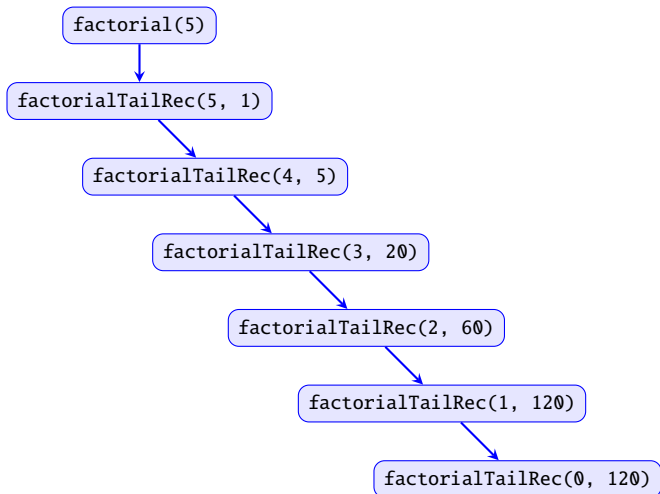 factorial(5)
factorialTailRec(5, 1)
factorialTailRec(4, 5)
factorialTailRec(3, 20)
factorialTailRec(2, 60)
factorialTailRec(1, 120)
factorialTailRec(0, 120)